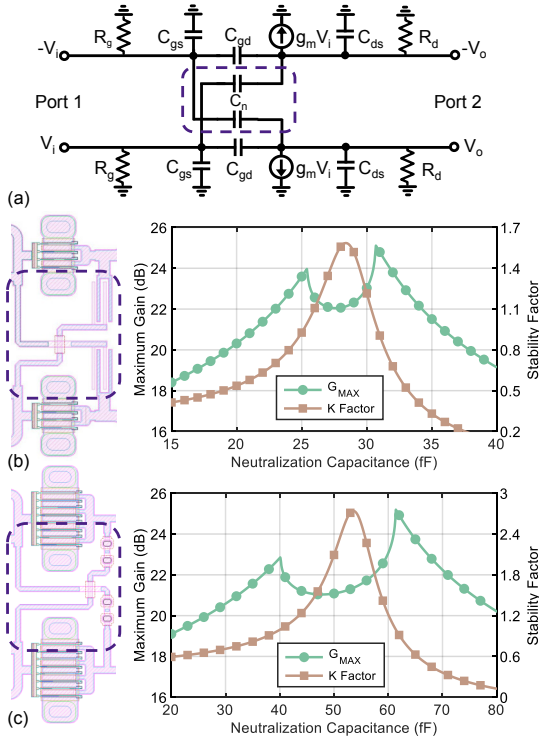 -Vi Rg Cgs Cgd gmVi Cds Rd -Vo
Port 1 Cn Port 2
Vi Rg Cgs Cgd gmVi Cds Rd Vo
(a)
26 24 22 20 18 16
Maximum Gain (dB)
1.7 1.4 1.1 0.8 0.5 0.2
Stability Factor
GMAX
K Factor
15 20 25 30 35 40
Neutralization Capacitance (fF)
(b)
26 24 22 20 18 16
Maximum Gain (dB)
3 2.4 1.8 1.2 0.6 0
Stability Factor
GMAX
K Factor
20 30 40 50 60 70 80
Neutralization Capacitance (fF)
(c)